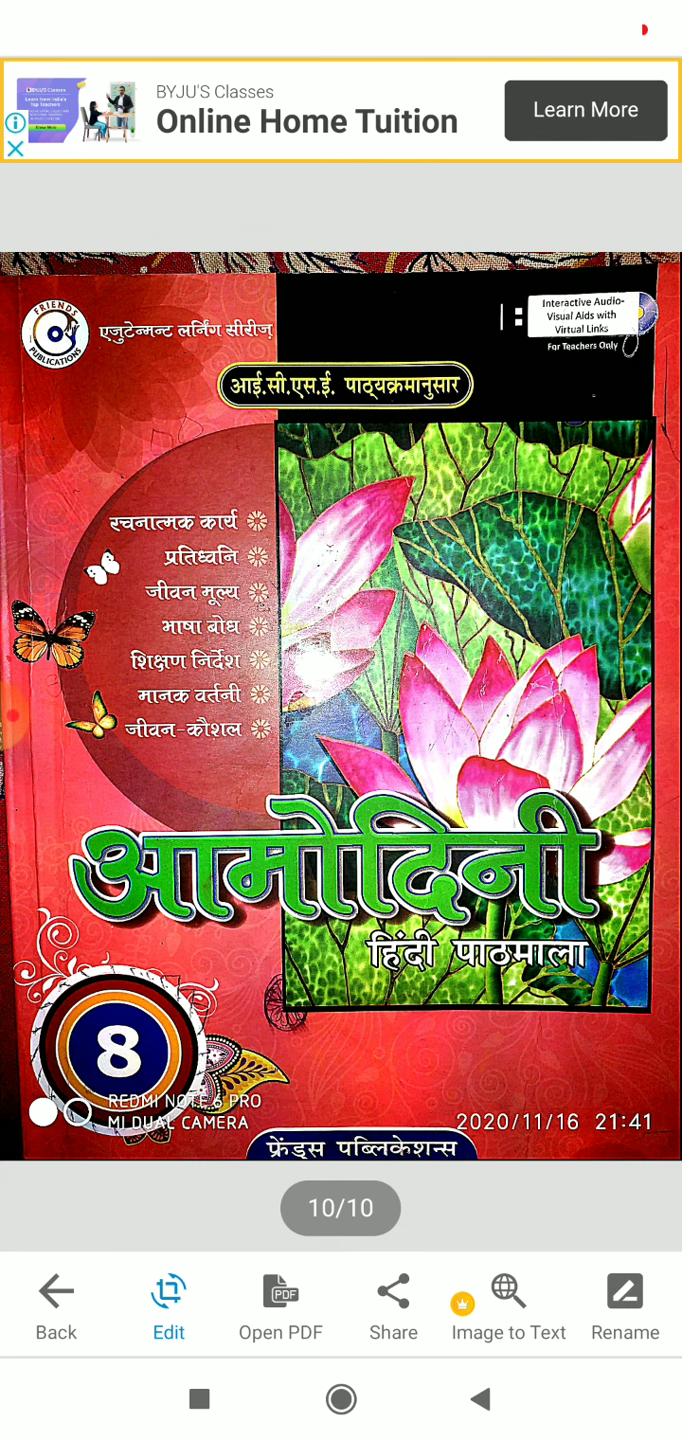 BYJU'S Classes
Online Home Tuition
Learn More
FRIENDS PUBLICATIONS
एजुटेन्मन्ट लर्निंग सीरीज़
Interactive Audio-
Visual Aids with
Virtual Links
For Teachers Only
आई.सी.एस.ई. पाठ्यक्रमानुसार
रचनात्मक कार्य
प्रतिध्वनि
जीवन मूल्य
भाषा बोध
शिक्षण निर्देश
मानक वर्तनी
जीवन-कौशल
आमोदिनी
हिंदी पाठमाला
8
REDMI NOTE 6 PRO
MI DUAL CAMERA
2020/11/16 21:41
फ्रेंड्स पब्लिकेशन्स
10/10
Back
Edit
PDF
Open PDF
Share
Image to Text
Rename